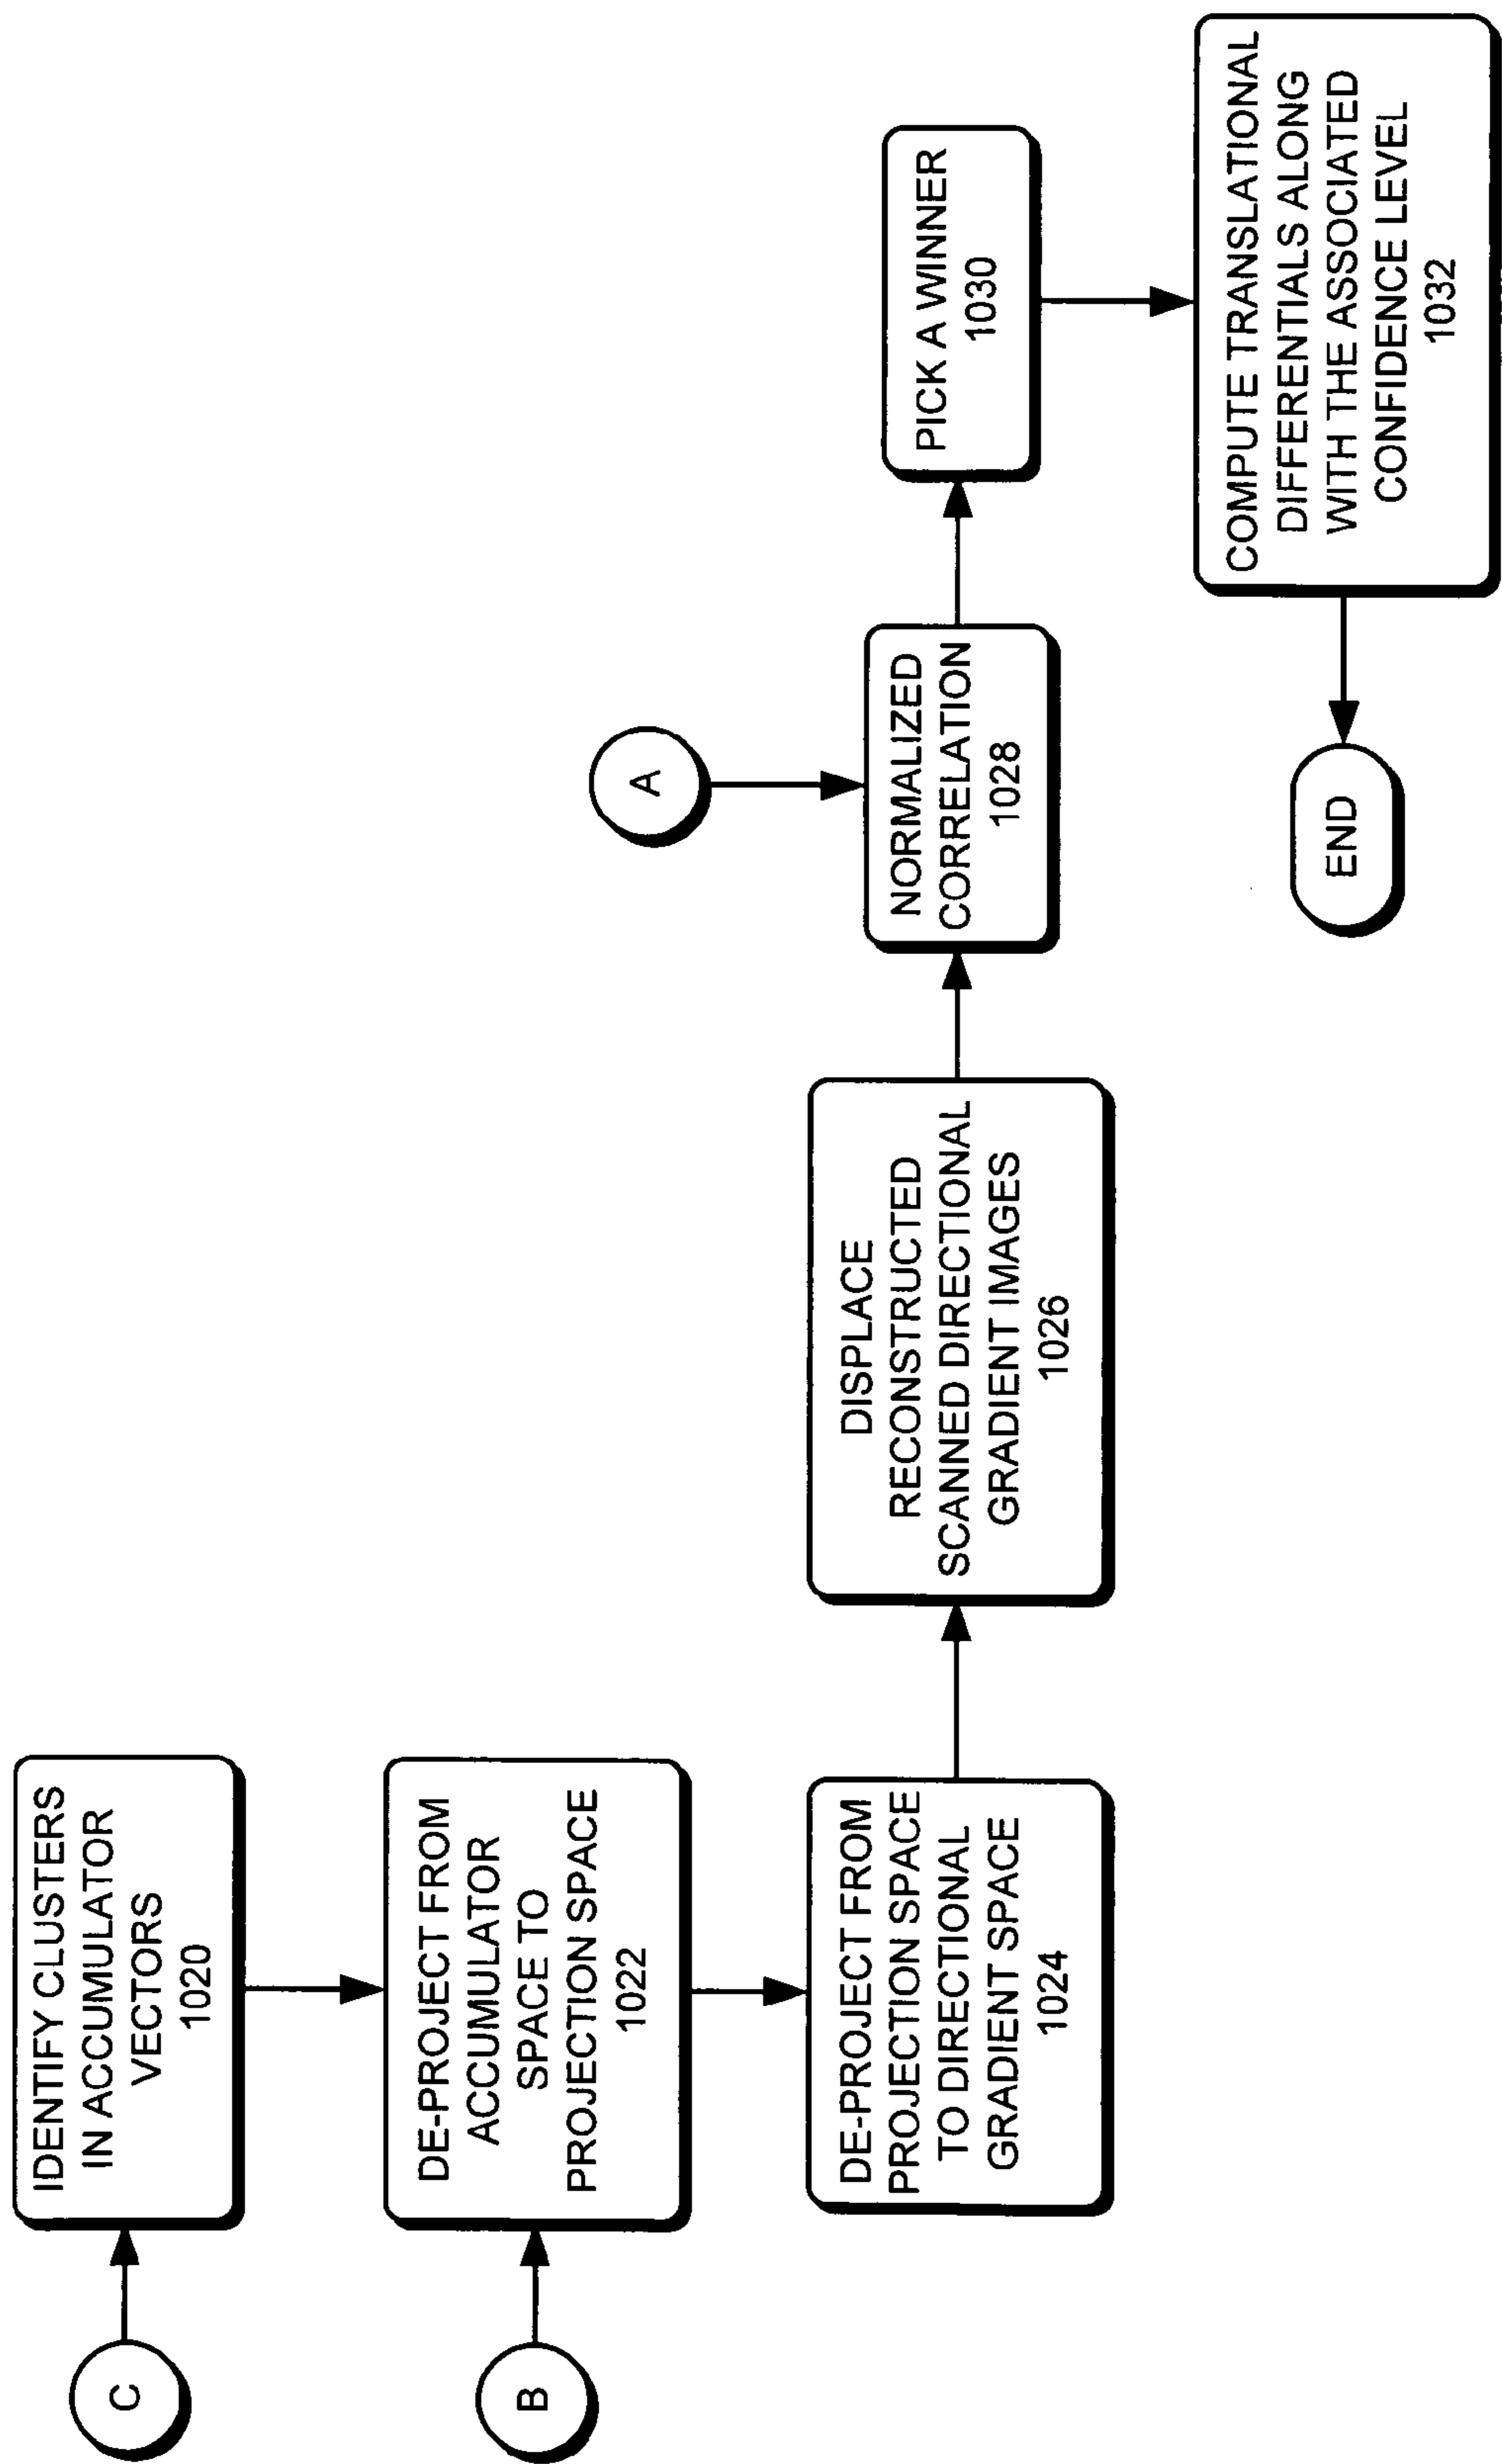 C
IDENTIFY CLUSTERS
IN ACCUMULATOR
VECTORS
1020
B
DE-PROJECT FROM
ACCUMULATOR
SPACE TO
PROJECTION SPACE
1022
DE-PROJECT FROM
PROJECTION SPACE
TO DIRECTIONAL
GRADIENT SPACE
1024
DISPLACE
RECONSTRUCTED
SCANNED DIRECTIONAL
GRADIENT IMAGES
1026
A
NORMALIZED
CORRELATION
1028
PICK A WINNER
1030
COMPUTE TRANSLATIONAL
DIFFERENTIALS ALONG
WITH THE ASSOCIATED
CONFIDENCE LEVEL
1032
END